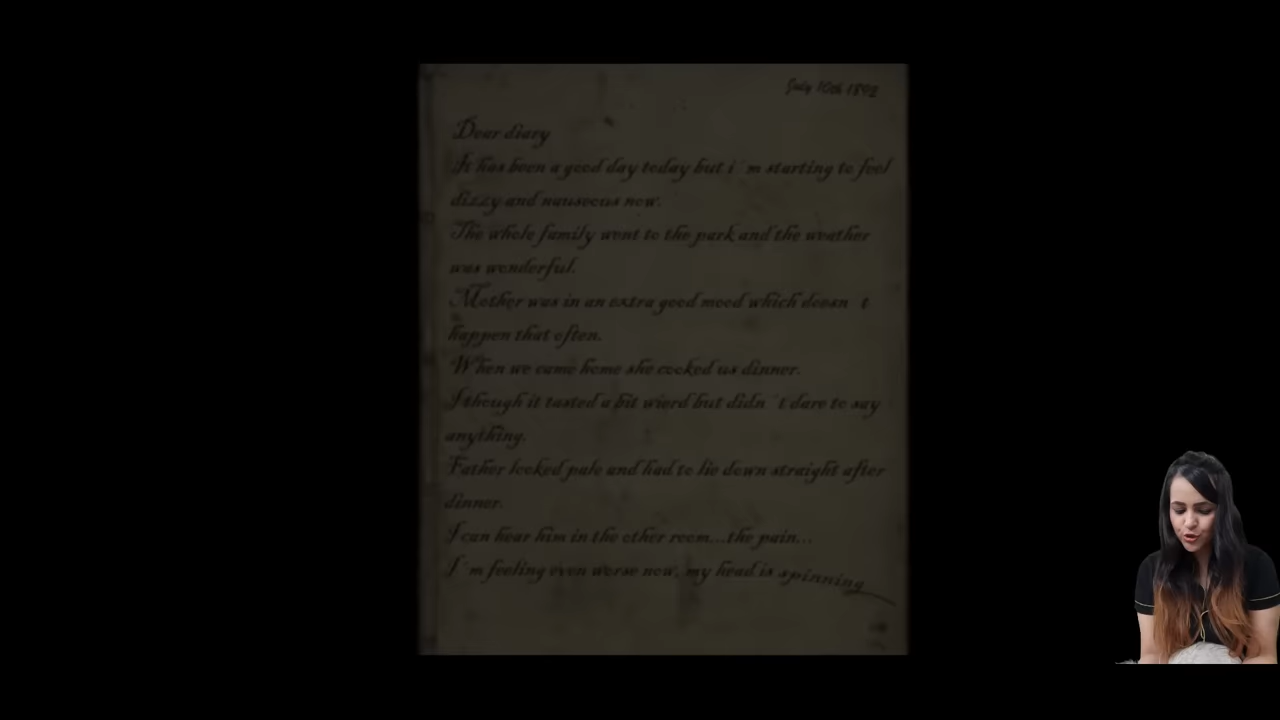 July 10th 1892
Dear diary
It has been a good day today but i´m starting to feel
dizzy and nauseous now.
The whole family went to the park and the weather
was wonderful.
Mother was in an extra good mood which doesn´t
happen that often.
When we came home she cooked us dinner.
I though it tasted a bit wierd but didn´t dare to say
anything.
Father looked pale and had to lie down straight after
dinner.
I can hear him in the other room...the pain...
I´m feeling even worse now, my head is spinning